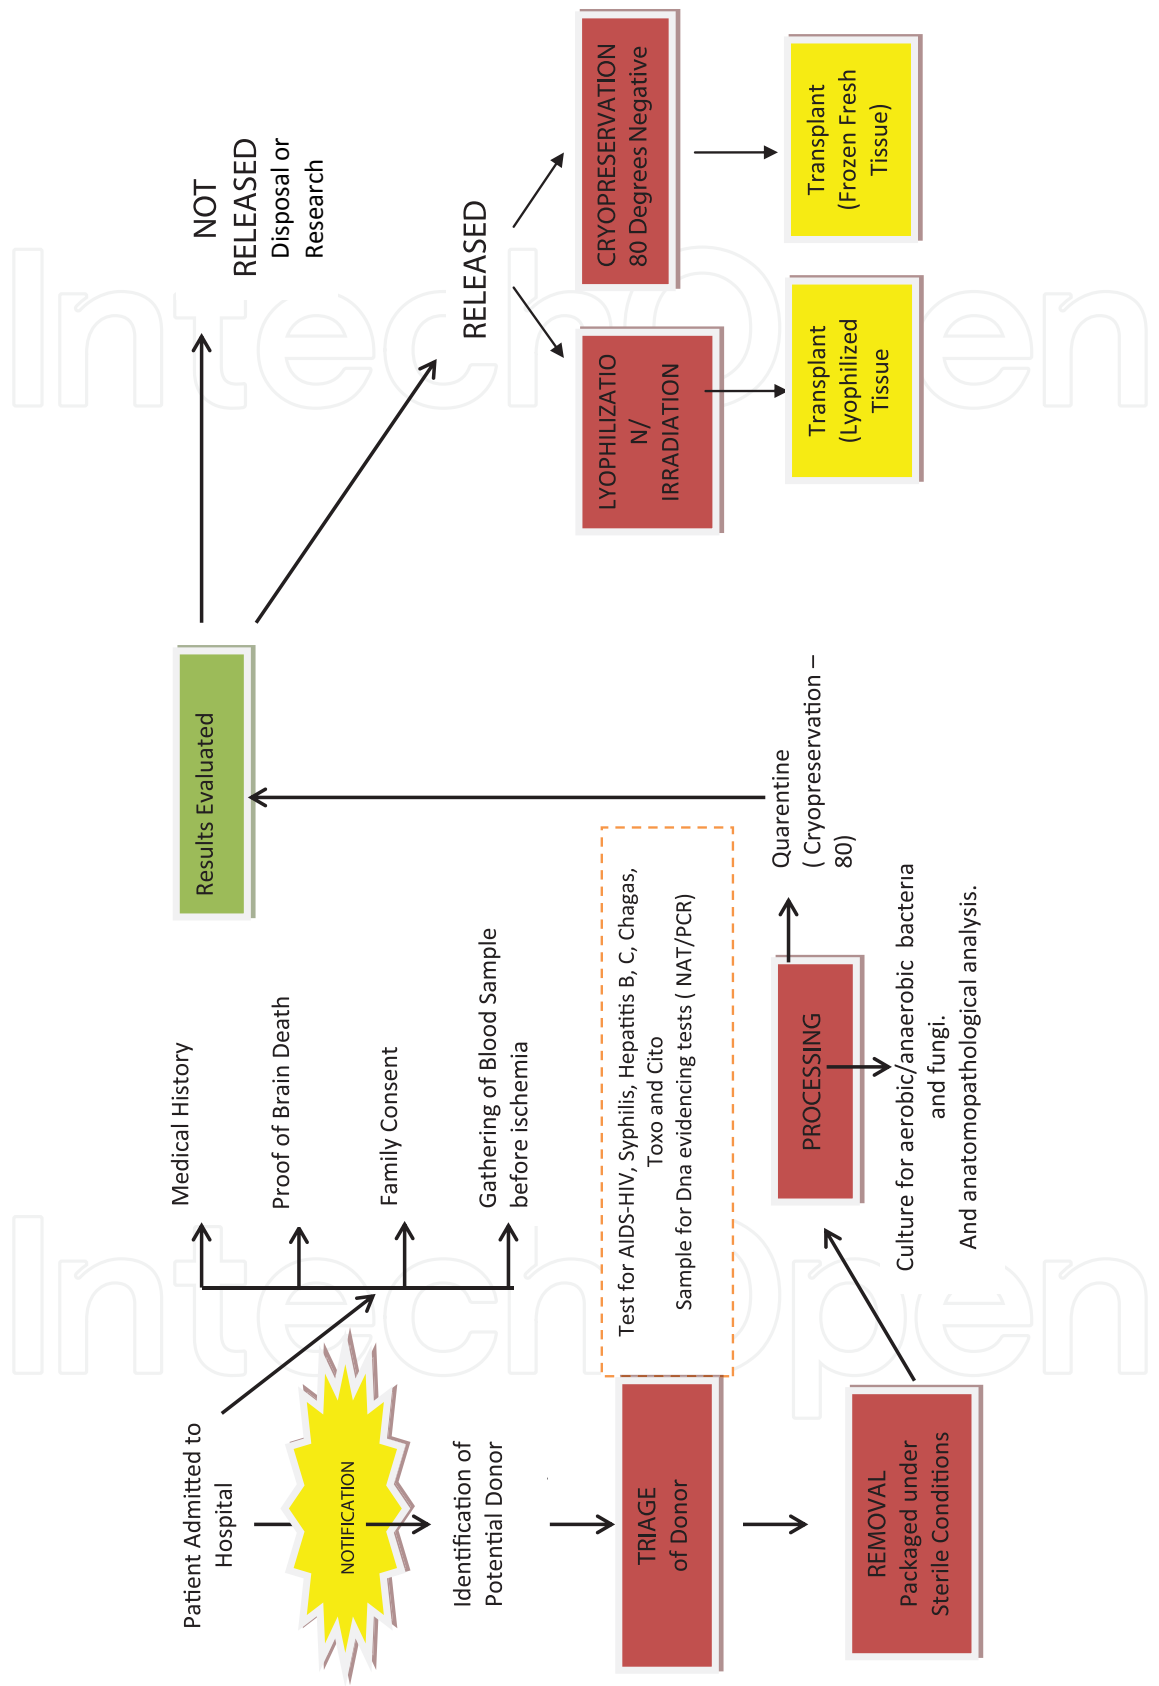 Patient Admitted to
Hospital
NOTIFICATION
Identification of
Potential Donor
Medical History
Proof of Brain Death
Family Consent
Gathering of Blood Sample
before ischemia
TRIAGE
of Donor
Test for AIDS-HIV, Syphilis, Hepatitis B, C, Chagas,
Toxo and Cito
Sample for Dna evidencing tests ( NAT/PCR)
REMOVAL
Packaged under
Sterile Conditions
PROCESSING
Culture for aerobic/anaerobic bacteria
and fungi.
And anatomopathological analysis.
Quarentine
( Cryopreservation –
80)
Results Evaluated
NOT
RELEASED
Disposal or
Research
RELEASED
LYOPHILIZATIO
N/
IRRADIATION
CRYOPRESERVATION
80 Degrees Negative
Transplant
(Lyophilized
Tissue
Transplant
(Frozen Fresh
Tissue)
IntechOpen
IntechOpen